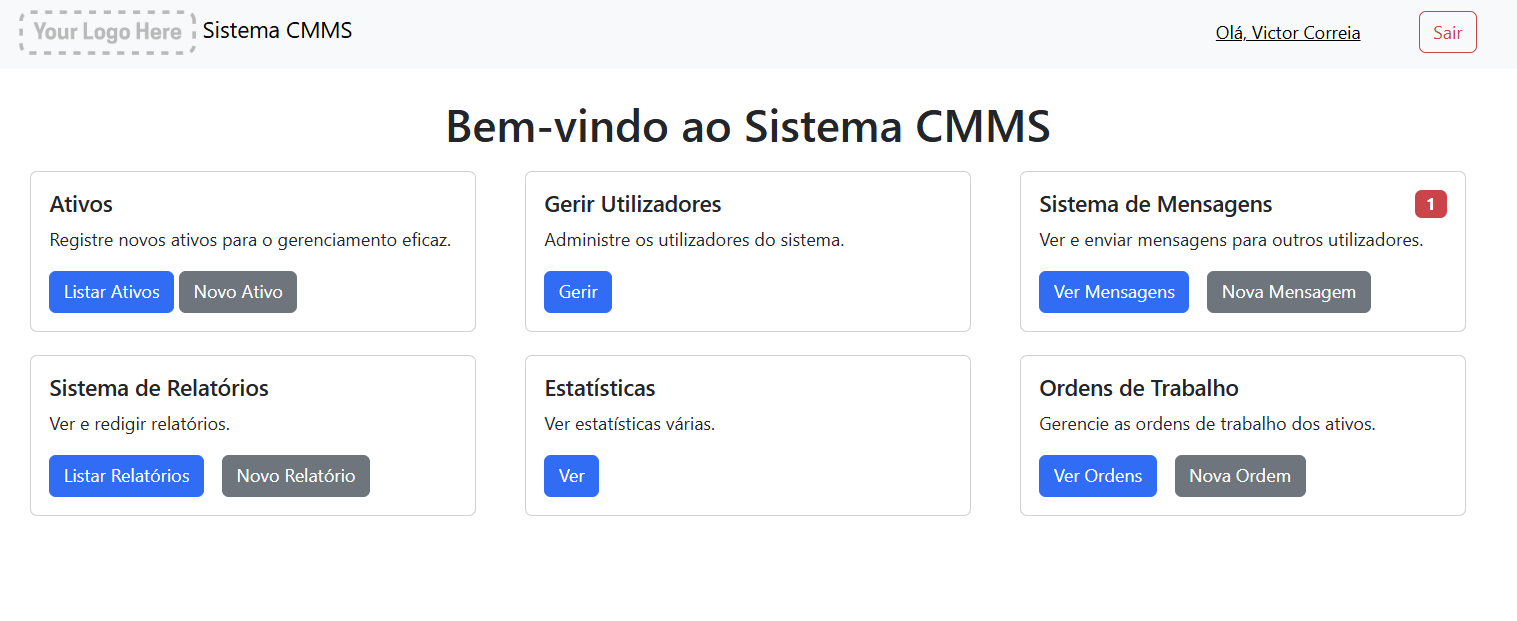 Your Logo Here Sistema CMMS
Olá, Victor Correia
Sair
Bem-vindo ao Sistema CMMS
Ativos
Registre novos ativos para o gerenciamento eficaz.
Listar Ativos
Novo Ativo
Gerir Utilizadores
Administre os utilizadores do sistema.
Gerir
Sistema de Mensagens
1
Ver e enviar mensagens para outros utilizadores.
Ver Mensagens
Nova Mensagem
Sistema de Relatórios
Ver e redigir relatórios.
Listar Relatórios
Novo Relatório
Estatísticas
Ver estatísticas várias.
Ver
Ordens de Trabalho
Gerencie as ordens de trabalho dos ativos.
Ver Ordens
Nova Ordem